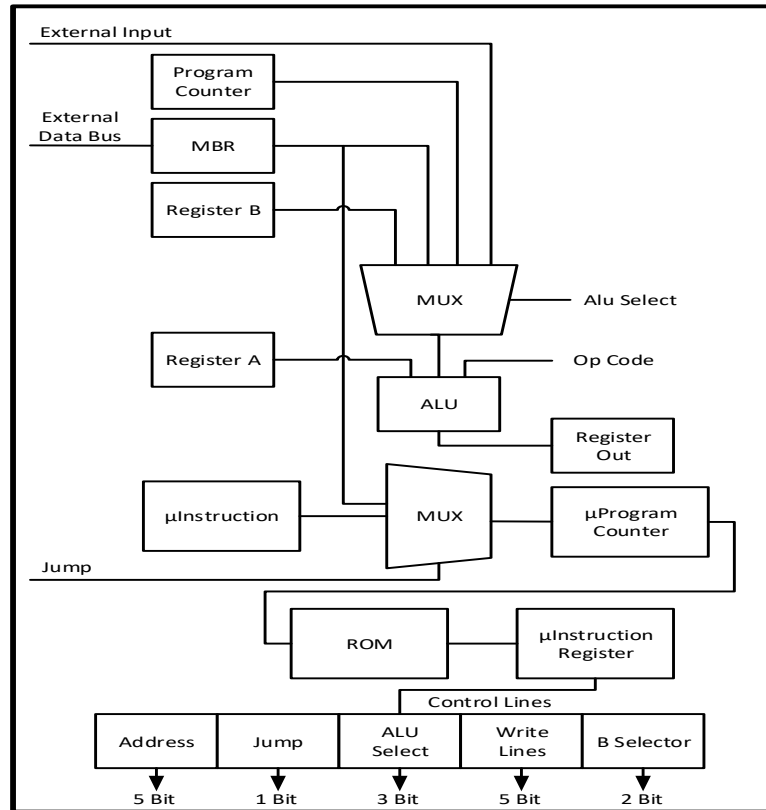 External Input
Program
Counter
External
Data Bus
MBR
Register B
MUX
Alu Select
Register A
Op Code
ALU
Register
Out
µInstruction
MUX
µProgram
Counter
Jump
ROM
µInstruction
Register
Control Lines
Address
Jump
ALU
Select
Write
Lines
B Selector
5 Bit
1 Bit
3 Bit
5 Bit
2 Bit